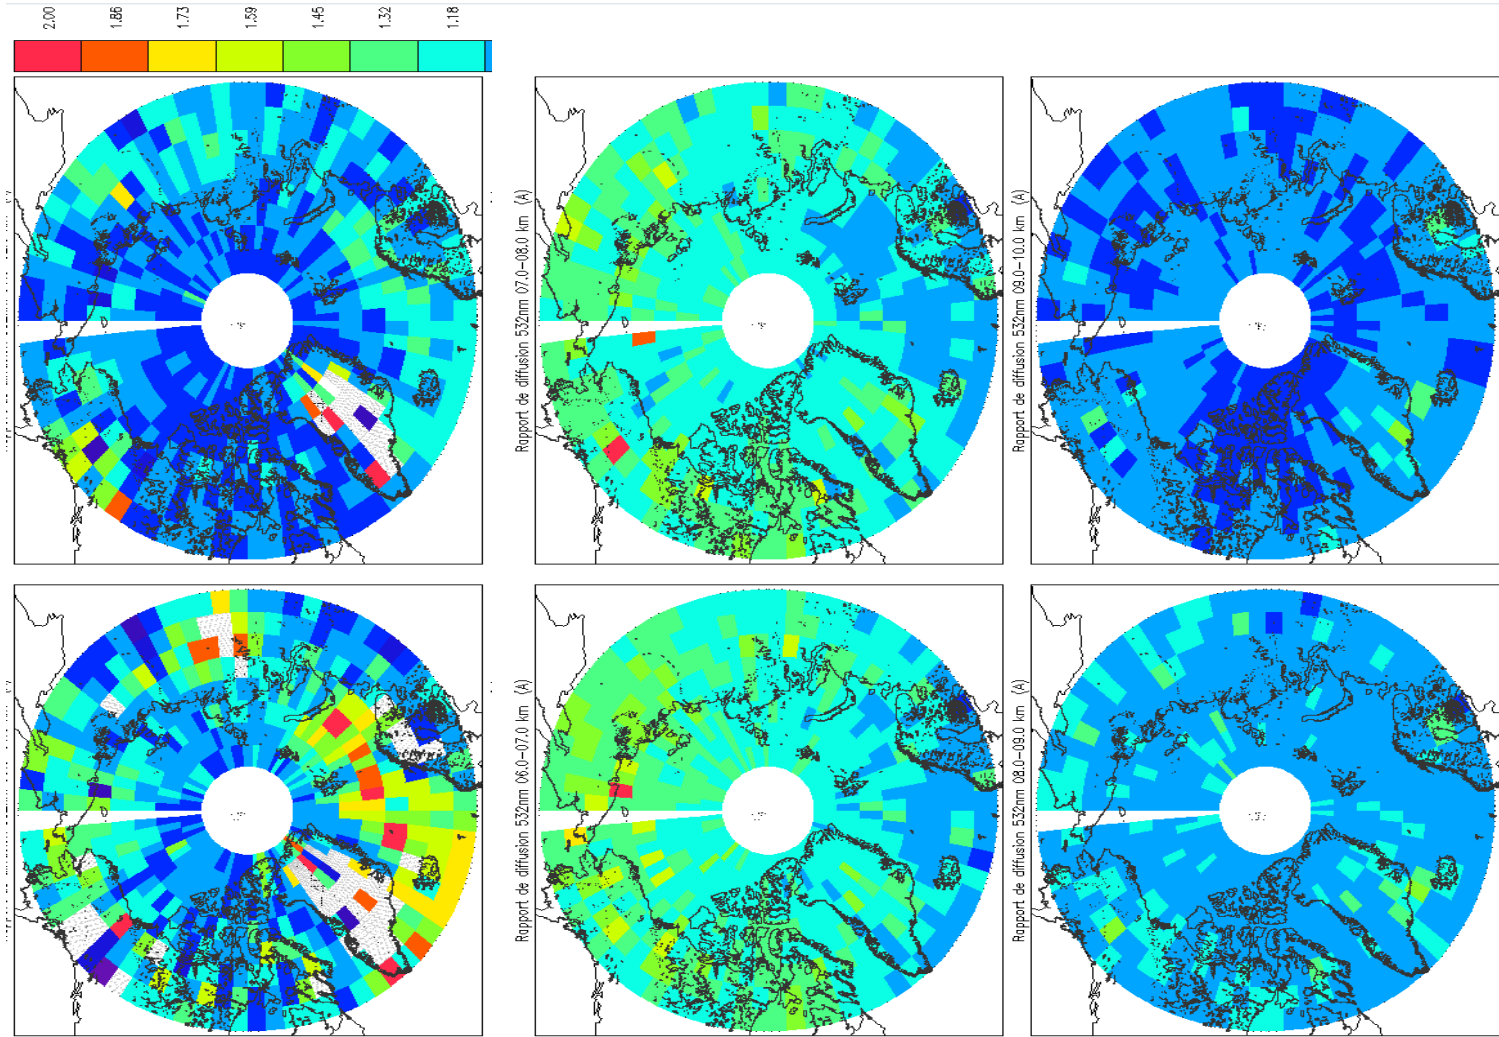 2.00
1.86
1.73
1.59
1.45
1.32
1.18
Rapport de diffusion 532nm 07.0-08.0 km (A)
Rapport de diffusion 532nm 09.0-10.0 km (A)
Rapport de diffusion 532nm 06.0-07.0 km (A)
Rapport de diffusion 532nm 08.0-09.0 km (A)